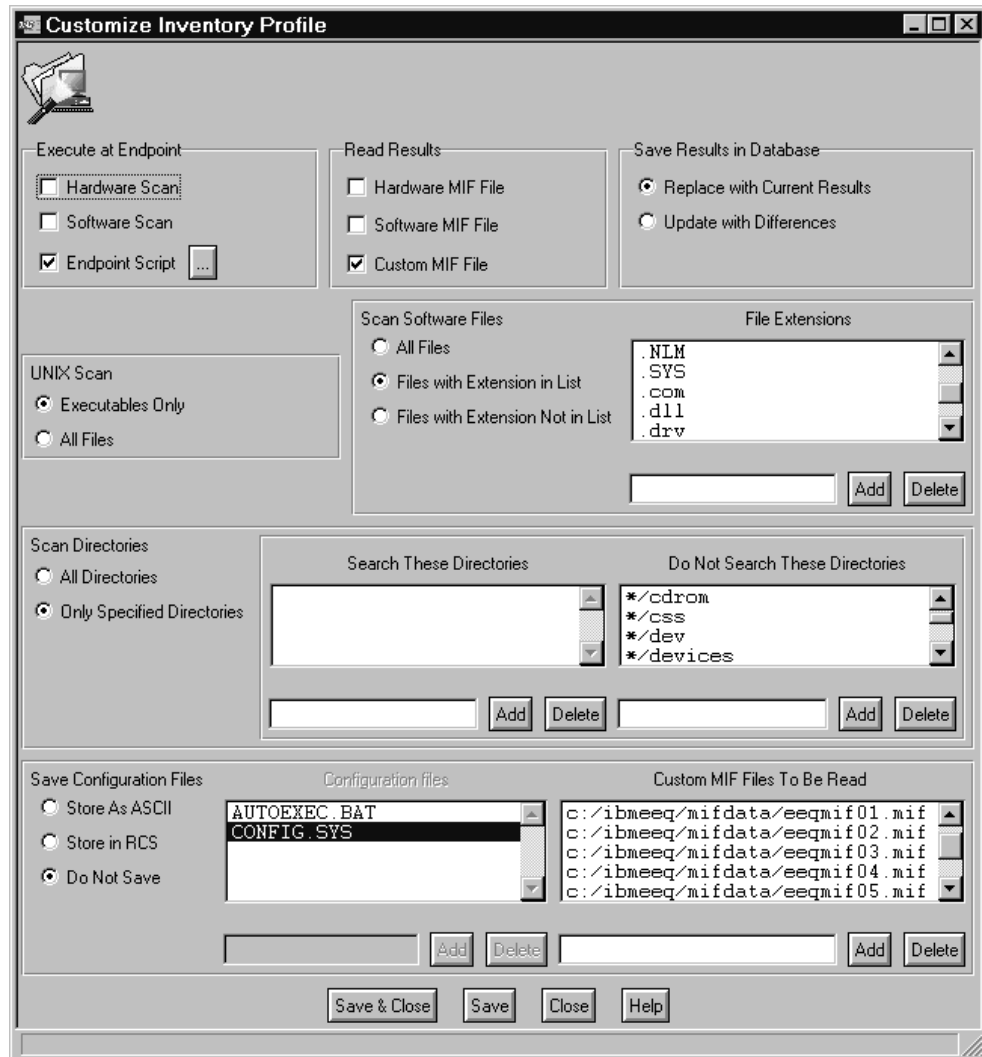 Customize Inventory Profile
Execute at Endpoint
Hardware Scan
Software Scan
Endpoint Script ...
Read Results
Hardware MIF File
Software MIF File
Custom MIF File
Save Results in Database
Replace with Current Results
Update with Differences
UNIX Scan
Executables Only
All Files
Scan Software Files
All Files
Files with Extension in List
Files with Extension Not in List
File Extensions
.NLM
.SYS
.com
.dll
.drv
Add Delete
Scan Directories
All Directories
Only Specified Directories
Search These Directories
Add Delete
Do Not Search These Directories
*/cdrom
*/css
*/dev
*/devices
Add Delete
Save Configuration Files
Store As ASCII
Store in RCS
Do Not Save
Configuration files
AUTOEXEC.BAT
CONFIG.SYS
Add Delete
Custom MIF Files To Be Read
c:/ibmeeq/mifdata/eeqmif01.mif
c:/ibmeeq/mifdata/eeqmif02.mif
c:/ibmeeq/mifdata/eeqmif03.mif
c:/ibmeeq/mifdata/eeqmif04.mif
c:/ibmeeq/mifdata/eeqmif05.mif
Add Delete
Save & Close Save Close Help